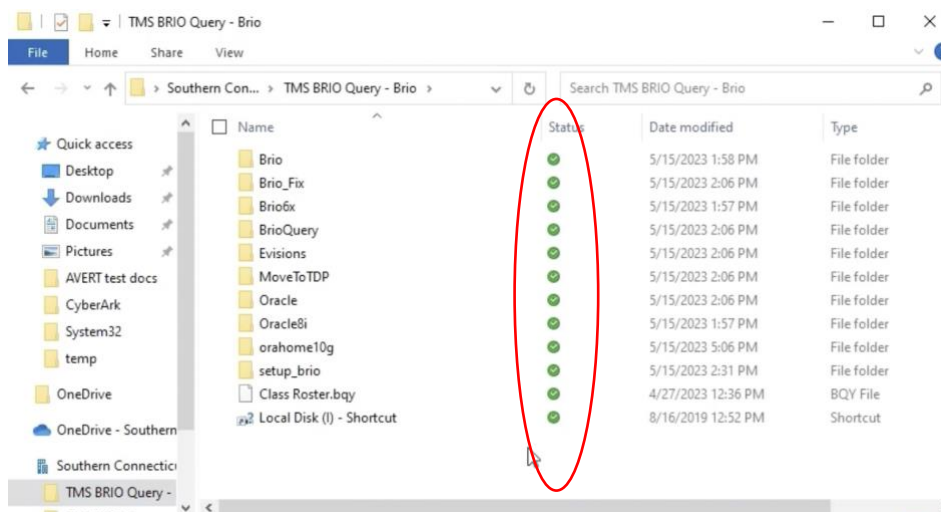 TMS BRIO Query - Brio
File Home Share View
Southern Con... > TMS BRIO Query - Brio > Search TMS BRIO Query - Brio
Name Status Date modified Type
Quick access
Desktop
Downloads
Documents
Pictures
AVERT test docs
CyberArk
System32
temp
OneDrive
OneDrive - Southern
Southern Connectic
TMS BRIO Query -
Brio 5/15/2023 1:58 PM File folder
Brio_Fix 5/15/2023 2:06 PM File folder
Brio6x 5/15/2023 1:57 PM File folder
BrioQuery 5/15/2023 2:06 PM File folder
Evisions 5/15/2023 2:06 PM File folder
MoveToTDP 5/15/2023 2:06 PM File folder
Oracle 5/15/2023 2:06 PM File folder
Oracle8i 5/15/2023 1:57 PM File folder
orahome10g 5/15/2023 5:06 PM File folder
setup_brio 5/15/2023 2:31 PM File folder
Class Roster.bqy 4/27/2023 12:36 PM BQY File
Local Disk (I) - Shortcut 8/16/2019 12:52 PM Shortcut